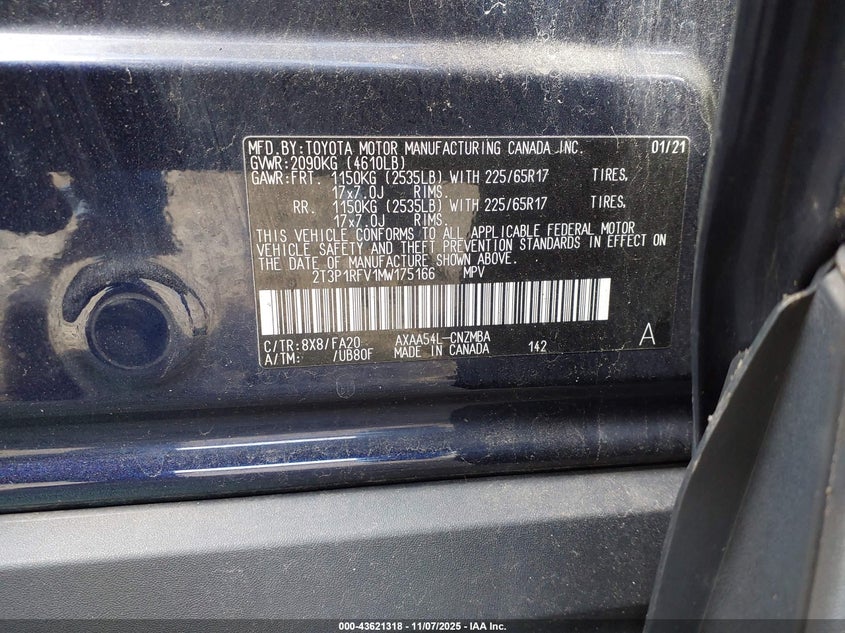 MFD.BY:TOYOTA MOTOR MANUFACTURING CANADA INC. 01/21
GVWR:2090KG (4610LB)
GAWR:FRT. 1150KG (2535LB) WITH 225/65R17 TIRES,
17x7.0J RIMS.
RR. 1150KG (2535LB) WITH 225/65R17 TIRES,
17x7.0J RIMS.
THIS VEHICLE CONFORMS TO ALL APPLICABLE FEDERAL MOTOR
VEHICLE SAFETY AND THEFT PREVENTION STANDARDS IN EFFECT ON
THE DATE OF MANUFACTURE SHOWN ABOVE.
2T3P1RFV1MW175166 MPV
C/TR:8X8/FA20 AXAA54L-CNZMBA A
A/TM: /UB80F MADE IN CANADA 142
000-43621318 - 11/07/2025 - IAA Inc.